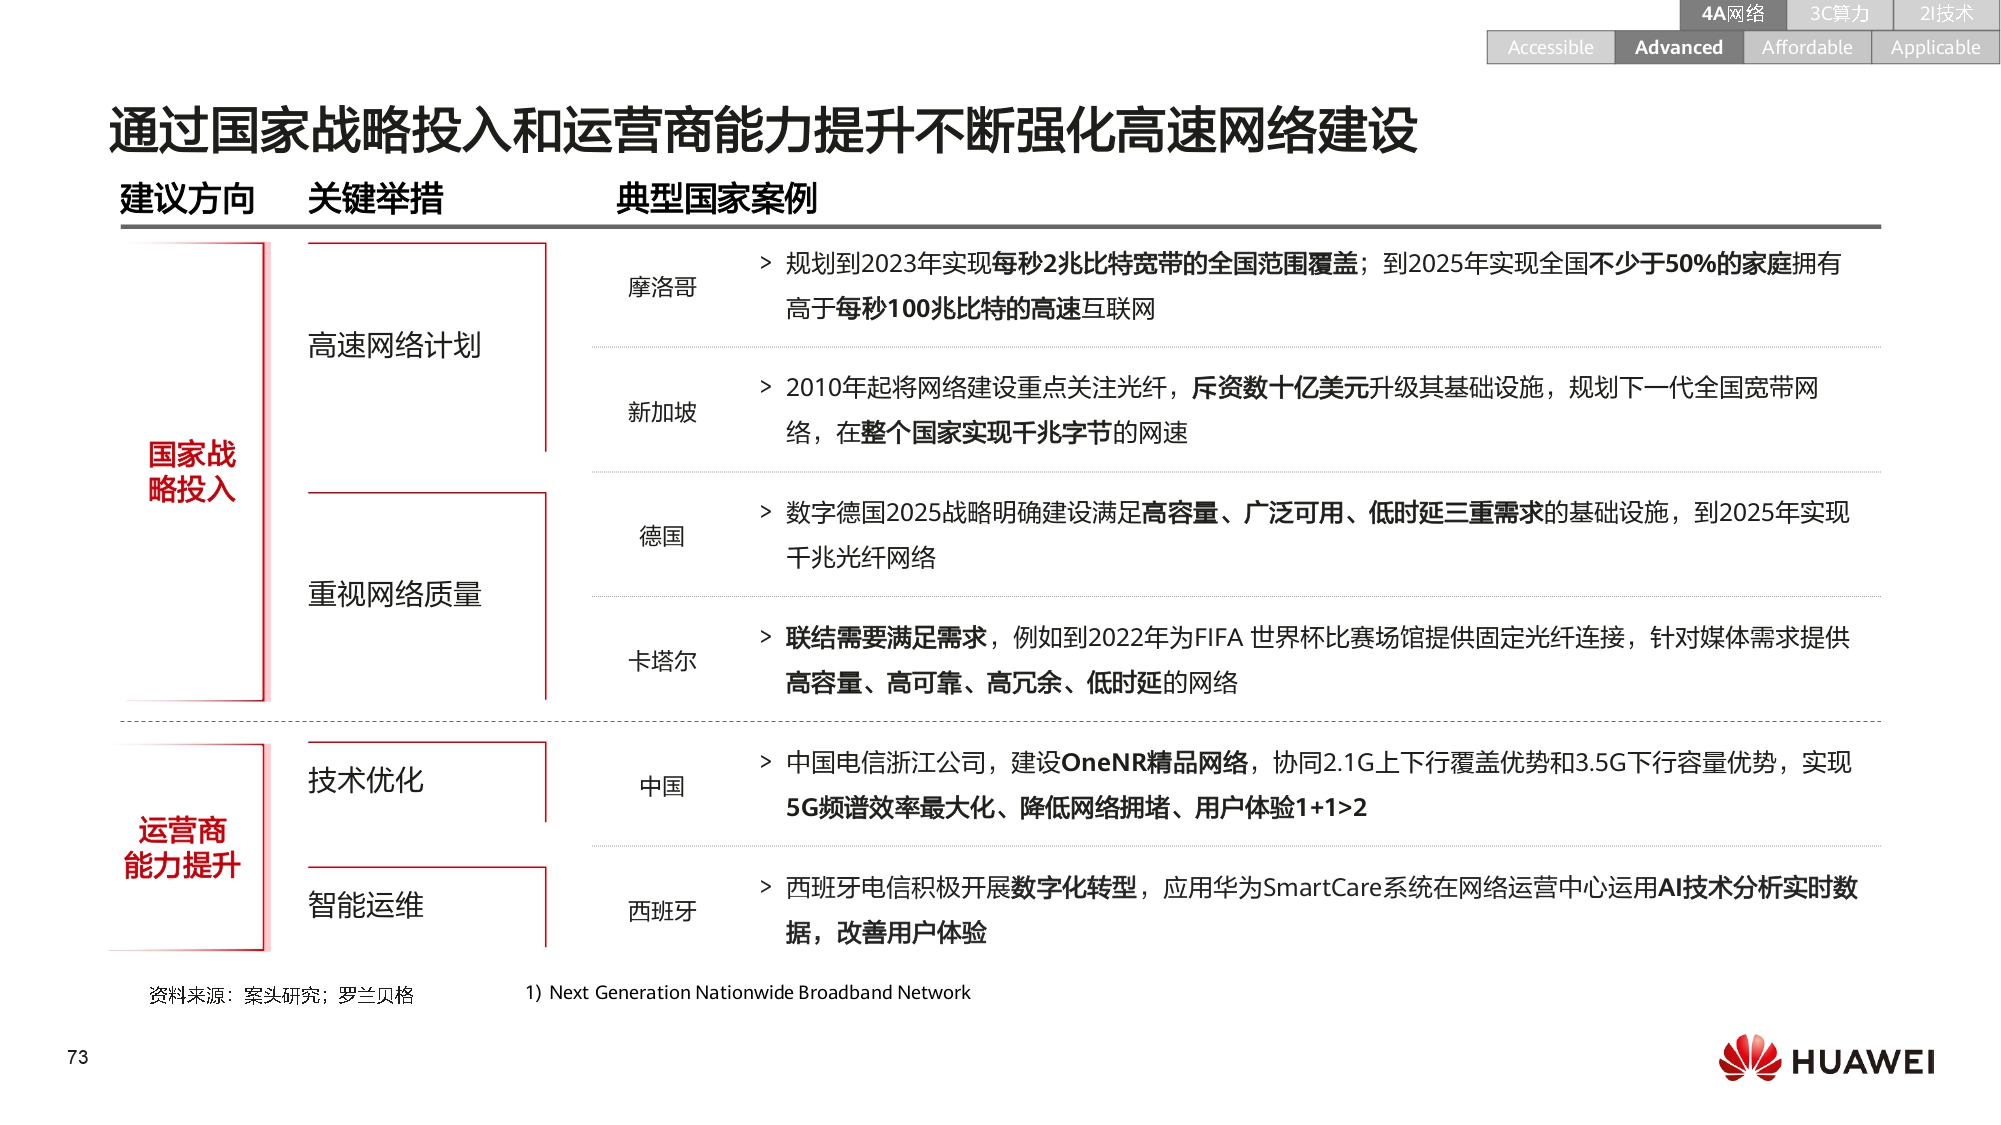 4A网络 3C算力 2I技术
Accessible Advanced Affordable Applicable
通过国家战略投入和运营商能力提升不断强化高速网络建设
建议方向 关键举措 典型国家案例
国家战
略投入
高速网络计划
摩洛哥
> 规划到2023年实现每秒2兆比特宽带的全国范围覆盖；到2025年实现全国不少于50%的家庭拥有
高于每秒100兆比特的高速互联网
新加坡
> 2010年起将网络建设重点关注光纤，斥资数十亿美元升级其基础设施，规划下一代全国宽带网
络，在整个国家实现千兆字节的网速
重视网络质量
德国
> 数字德国2025战略明确建设满足高容量、广泛可用、低时延三重需求的基础设施，到2025年实现
千兆光纤网络
卡塔尔
> 联结需要满足需求，例如到2022年为FIFA 世界杯比赛场馆提供固定光纤连接，针对媒体需求提供
高容量、高可靠、高冗余、低时延的网络
运营商
能力提升
技术优化
中国
> 中国电信浙江公司，建设OneNR精品网络，协同2.1G上下行覆盖优势和3.5G下行容量优势，实现
5G频谱效率最大化、降低网络拥堵、用户体验1+1>2
智能运维
西班牙
> 西班牙电信积极开展数字化转型，应用华为SmartCare系统在网络运营中心运用AI技术分析实时数
据，改善用户体验
资料来源：案头研究；罗兰贝格
1) Next Generation Nationwide Broadband Network
73
HUAWEI